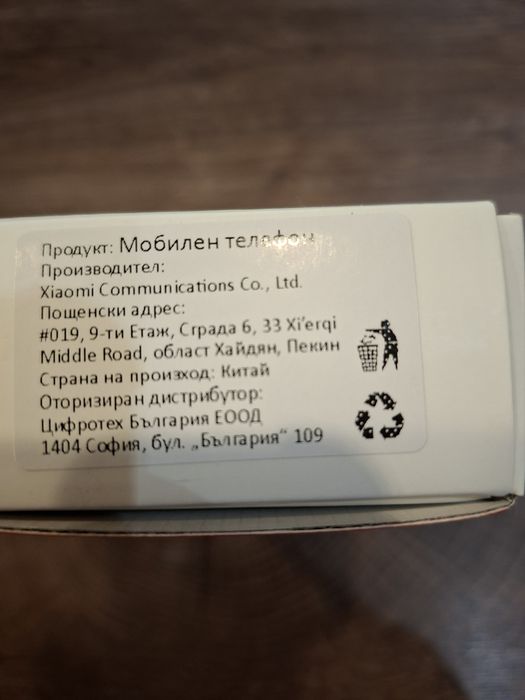 Продукт: Мобилен телефон
Производител:
Xiaomi Communications Co., Ltd.
Пощенски адрес:
#019, 9-ти Етаж, Сграда 6, 33 Xi'erqi
Middle Road, област Хайдян, Пекин
Страна на произход: Китай
Оторизиран дистрибутор:
Цифротех България ЕООД
1404 София, бул. „България“ 109